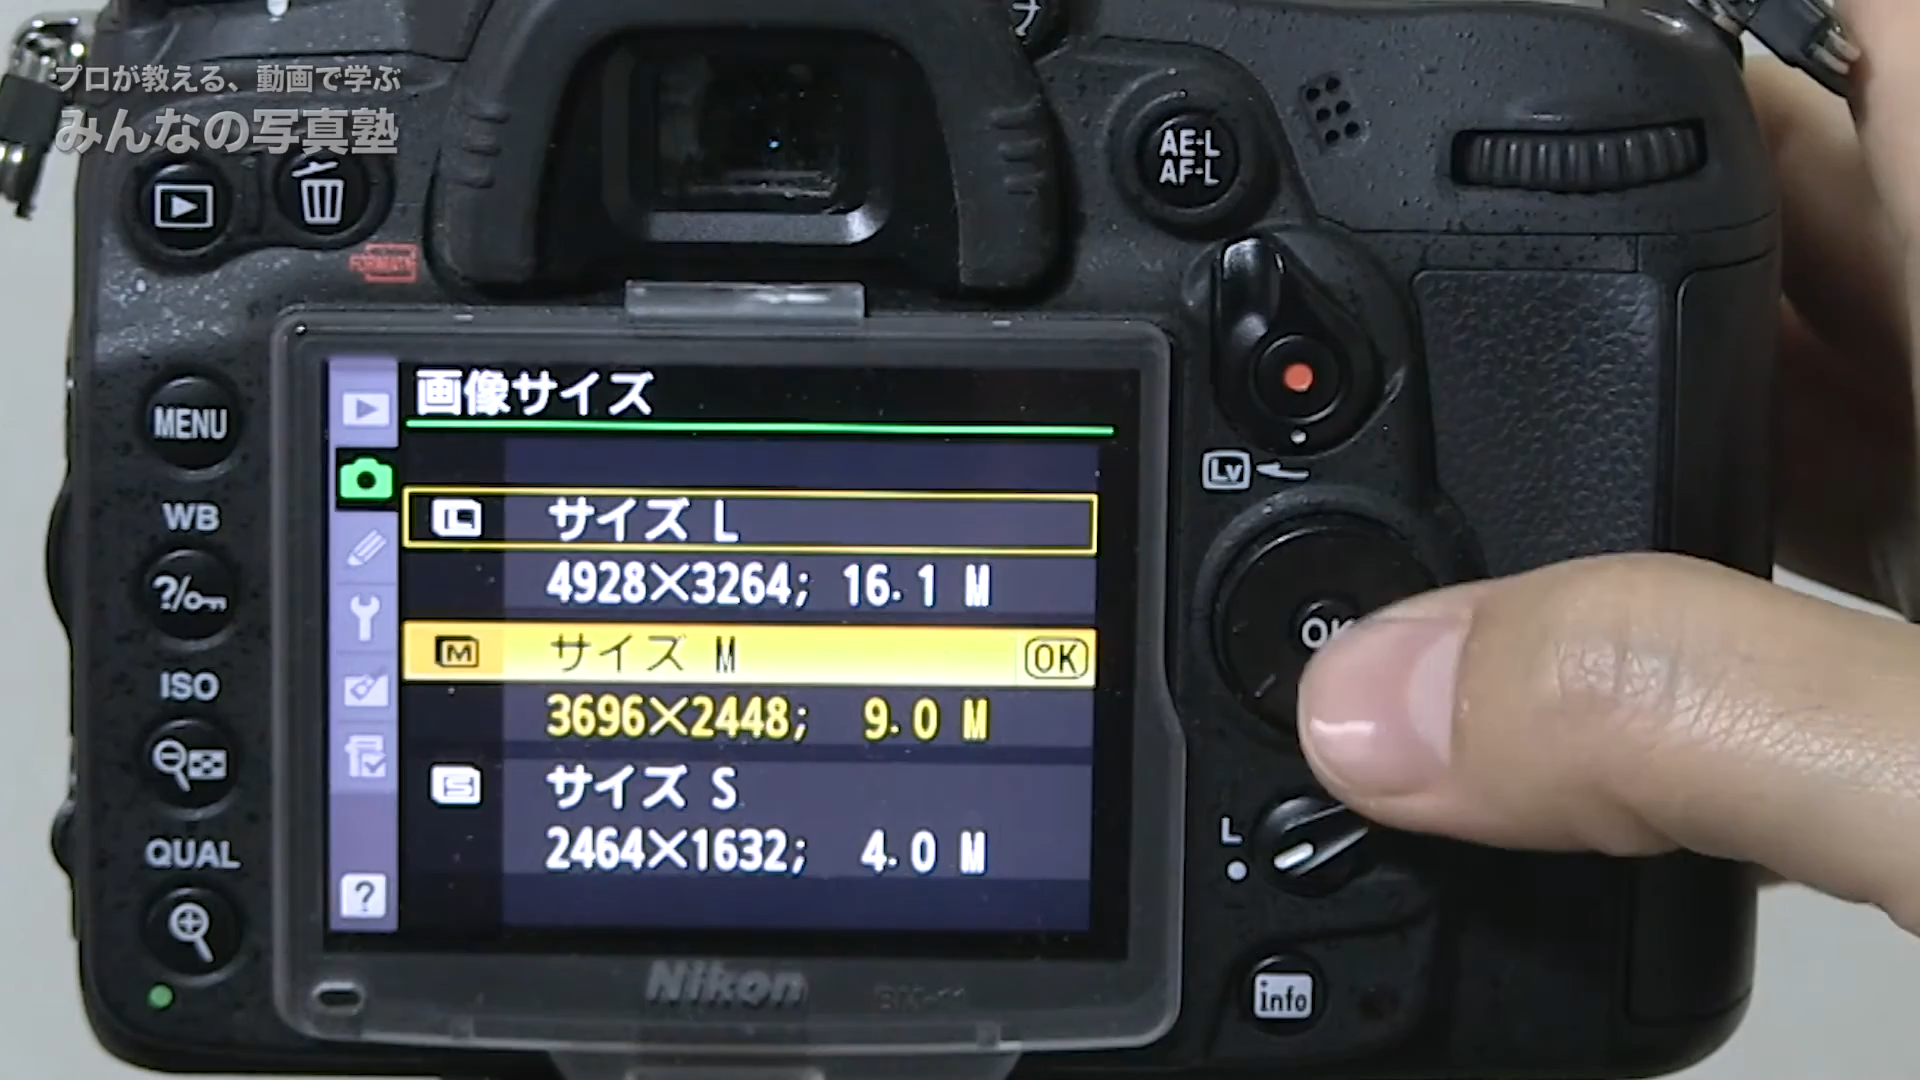 プロが教える、動画で学ぶ
みんなの写真塾
AE-L
AF-L
FORMAT
MENU
WB
?
ISO
QUAL
画像サイズ
L サイズ L
4928×3264; 16.1 M
M サイズ M OK
3696×2448; 9.0 M
S サイズ S
2464×1632; 4.0 M
?
Lv
OK
L
info
Nikon